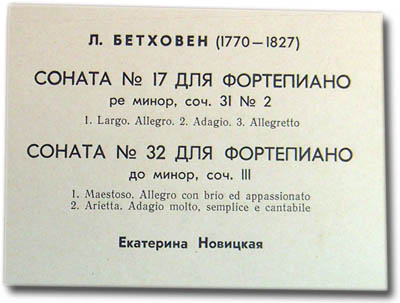 Л. БЕТХОВЕН (1770—1827)
СОНАТА № 17 ДЛЯ ФОРТЕПИАНО
ре минор, соч. 31 № 2
1. Largo. Allegro. 2. Adagio. 3. Allegretto
СОНАТА № 32 ДЛЯ ФОРТЕПИАНО
до минор, соч. III
1. Maestoso. Allegro con brio ed appassionato
2. Arietta. Adagio molto, semplice e cantabile
Екатерина Новицкая